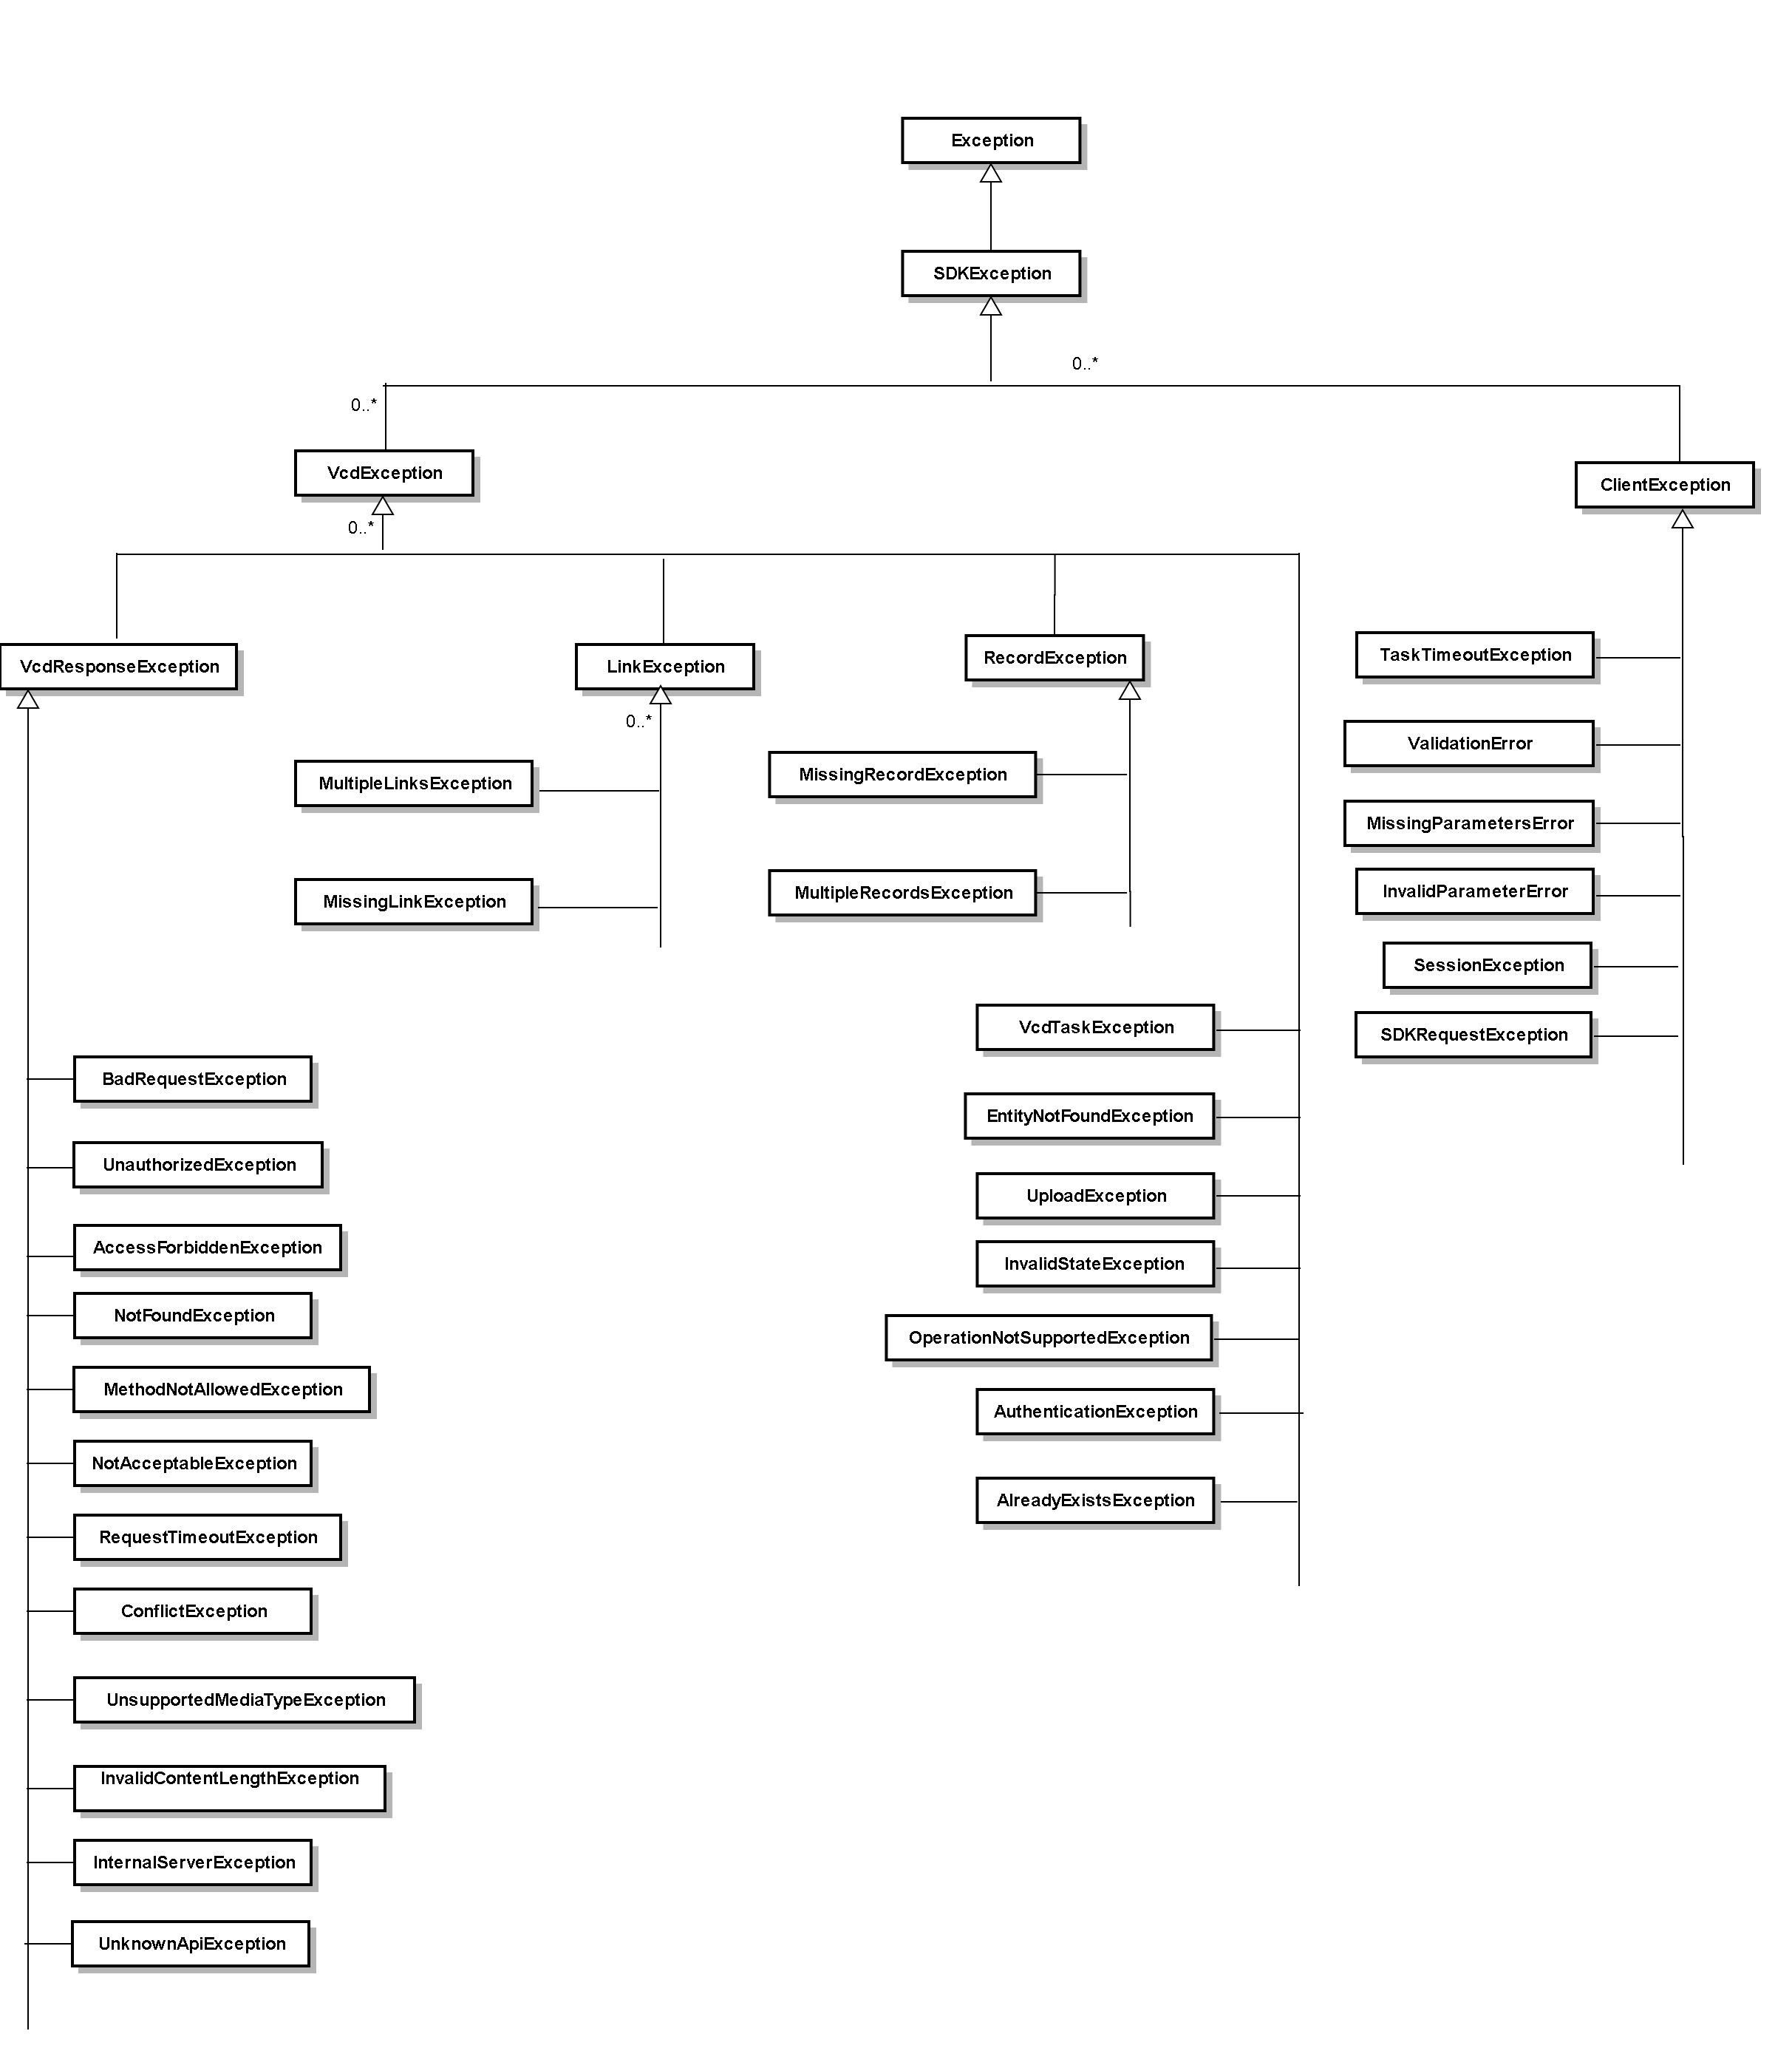 Exception
SDKException
0..*
0..*
VcdException
ClientException
0..*
VcdResponseException
LinkException
RecordException
TaskTimeoutException
0..*
ValidationError
MultipleLinksException
MissingRecordException
MissingParametersError
MissingLinkException
MultipleRecordsException
InvalidParameterError
SessionException
VcdTaskException
SDKRequestException
BadRequestException
EntityNotFoundException
UnauthorizedException
UploadException
AccessForbiddenException
InvalidStateException
NotFoundException
OperationNotSupportedException
MethodNotAllowedException
AuthenticationException
NotAcceptableException
AlreadyExistsException
RequestTimeoutException
ConflictException
UnsupportedMediaTypeException
InvalidContentLengthException
InternalServerException
UnknownApiException